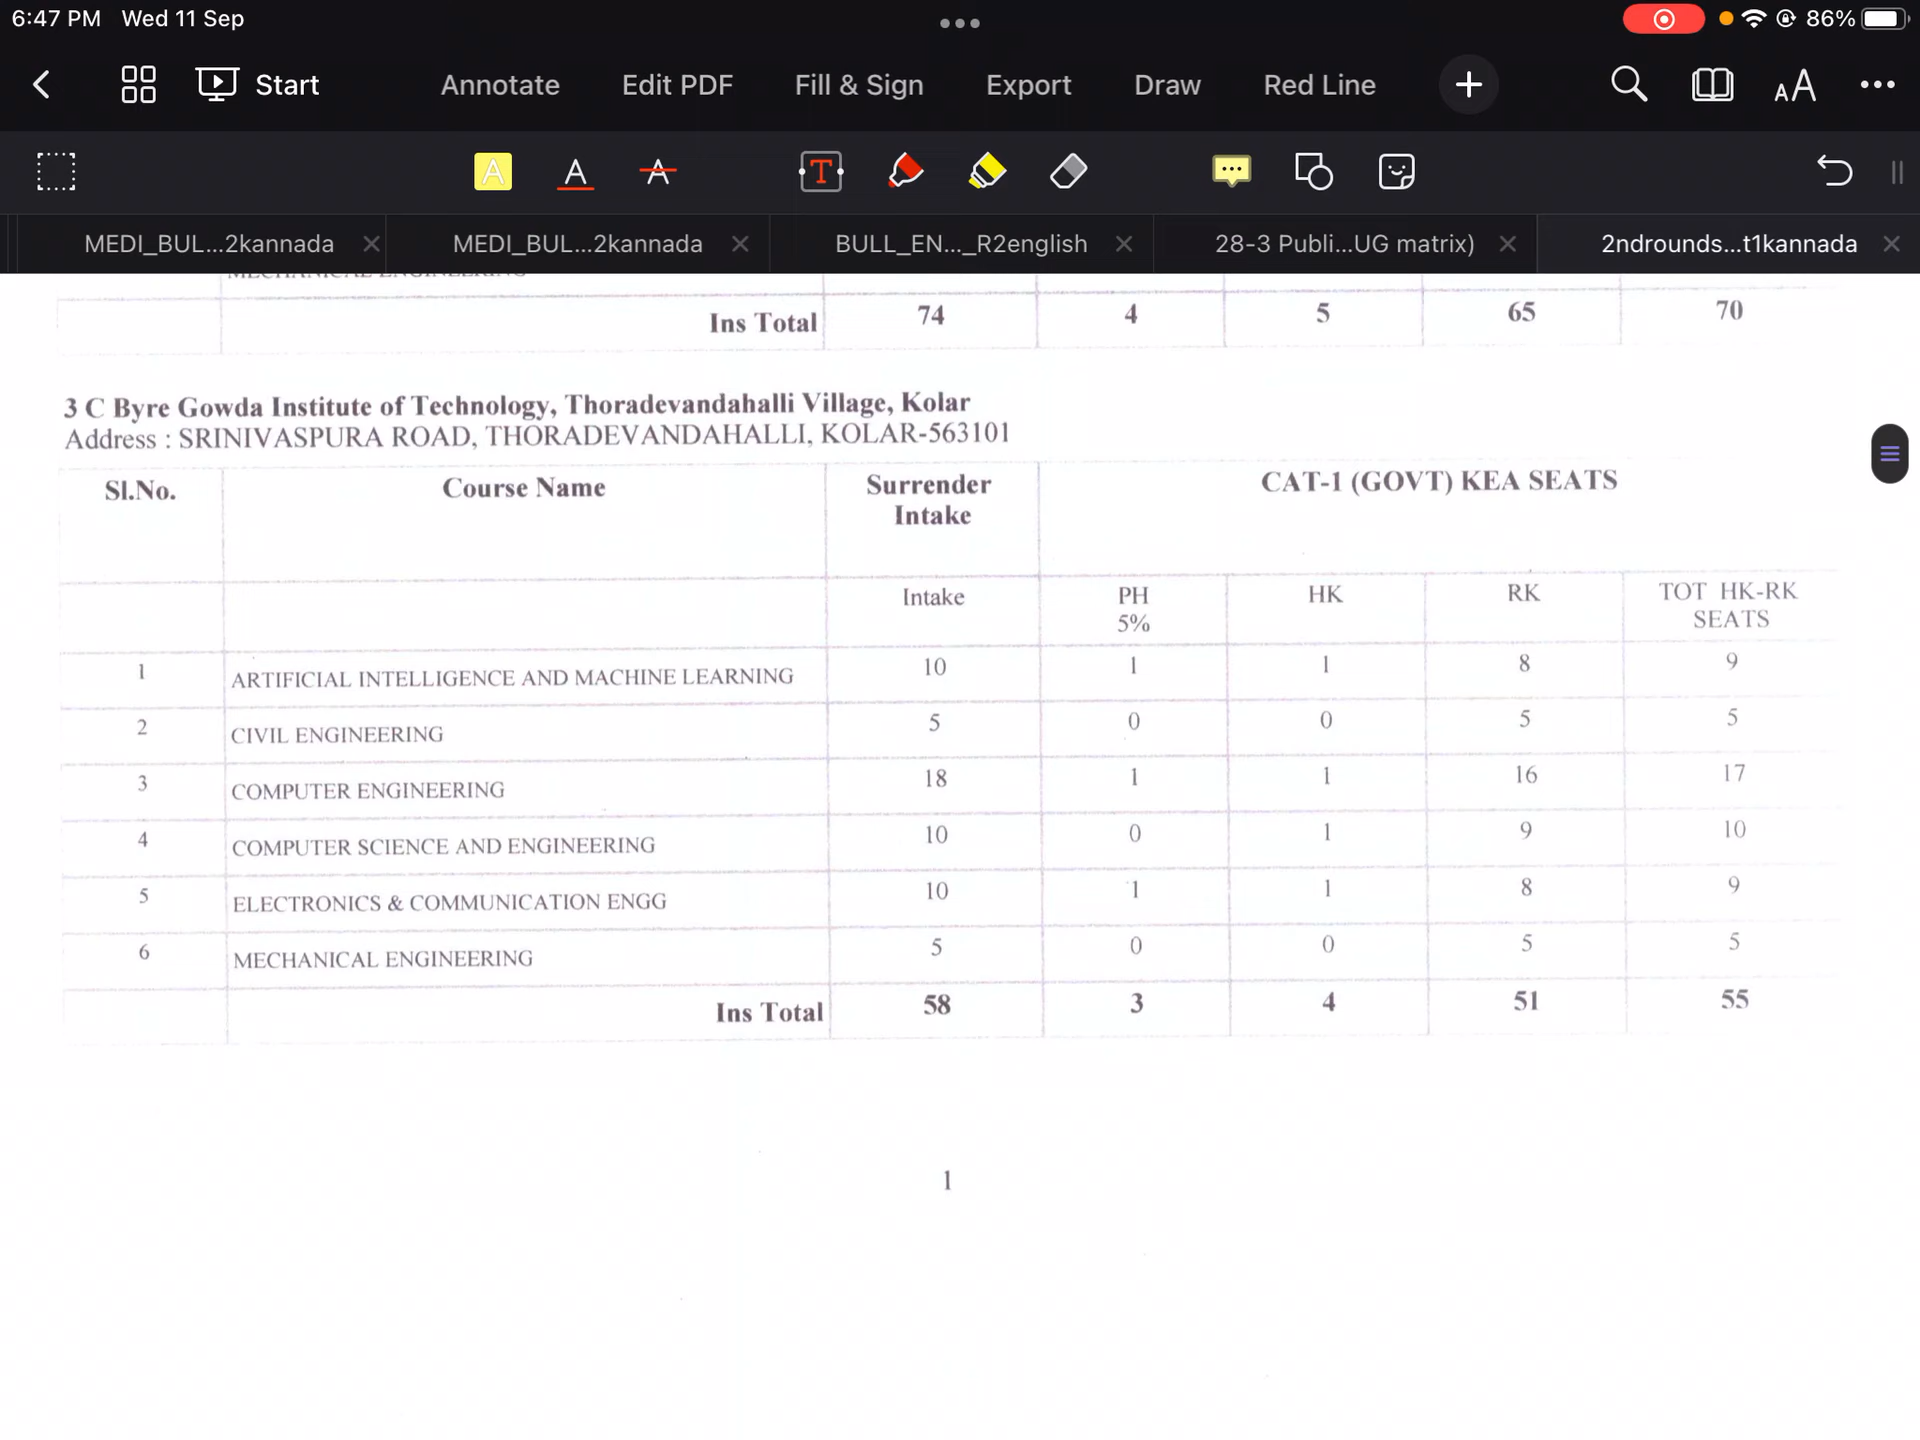 6:47 PM Wed 11 Sep 86%
Start Annotate Edit PDF Fill & Sign Export Draw Red Line
MEDI_BUL...2kannada MEDI_BUL...2kannada BULL_EN..._R2english 28-3 Publi...UG matrix) 2ndrounds...t1kannada
MECHANICAL ENGINEERING
Ins Total 74 4 5 65 70
3 C Byre Gowda Institute of Technology, Thoradevandahalli Village, Kolar
Address : SRINIVASPURA ROAD, THORADEVANDAHALLI, KOLAR-563101
Sl.No. Course Name Surrender CAT-1 (GOVT) KEA SEATS
Intake
Intake PH HK RK TOT HK-RK
5% SEATS
1 ARTIFICIAL INTELLIGENCE AND MACHINE LEARNING 10 1 1 8 9
2 CIVIL ENGINEERING 5 0 0 5 5
3 COMPUTER ENGINEERING 18 1 1 16 17
4 COMPUTER SCIENCE AND ENGINEERING 10 0 1 9 10
5 ELECTRONICS & COMMUNICATION ENGG 10 1 1 8 9
6 MECHANICAL ENGINEERING 5 0 0 5 5
Ins Total 58 3 4 51 55
1